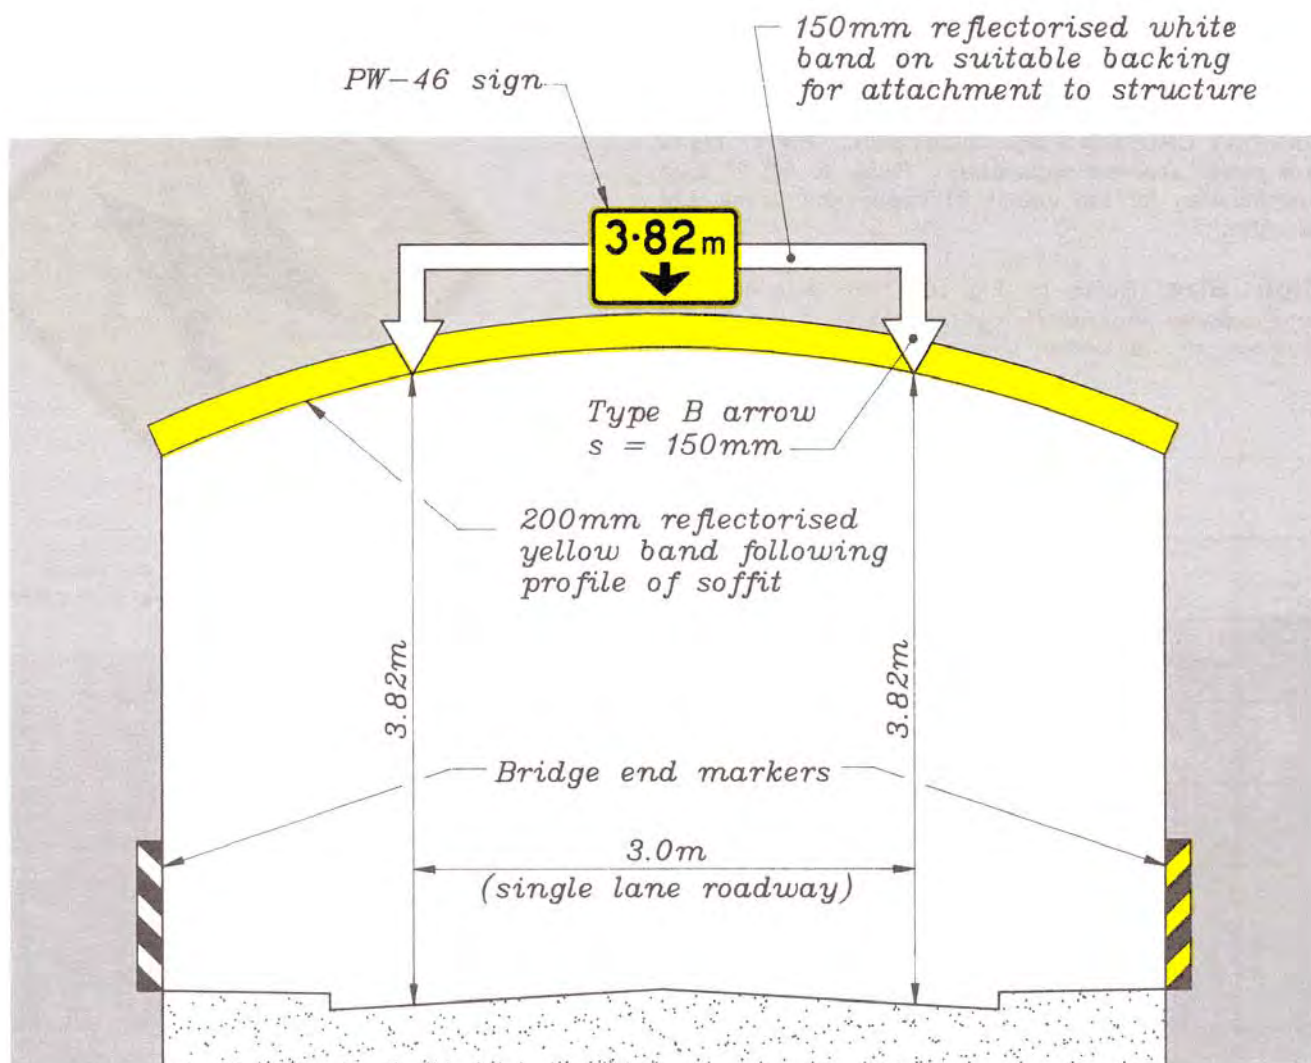 150mm reflectorised white
band on suitable backing
for attachment to structure
PW-46 sign
3·82m
Type B arrow
s = 150mm
200mm reflectorised
yellow band following
profile of soffit
3.82m
3.82m
Bridge end markers
3.0m
(single lane roadway)